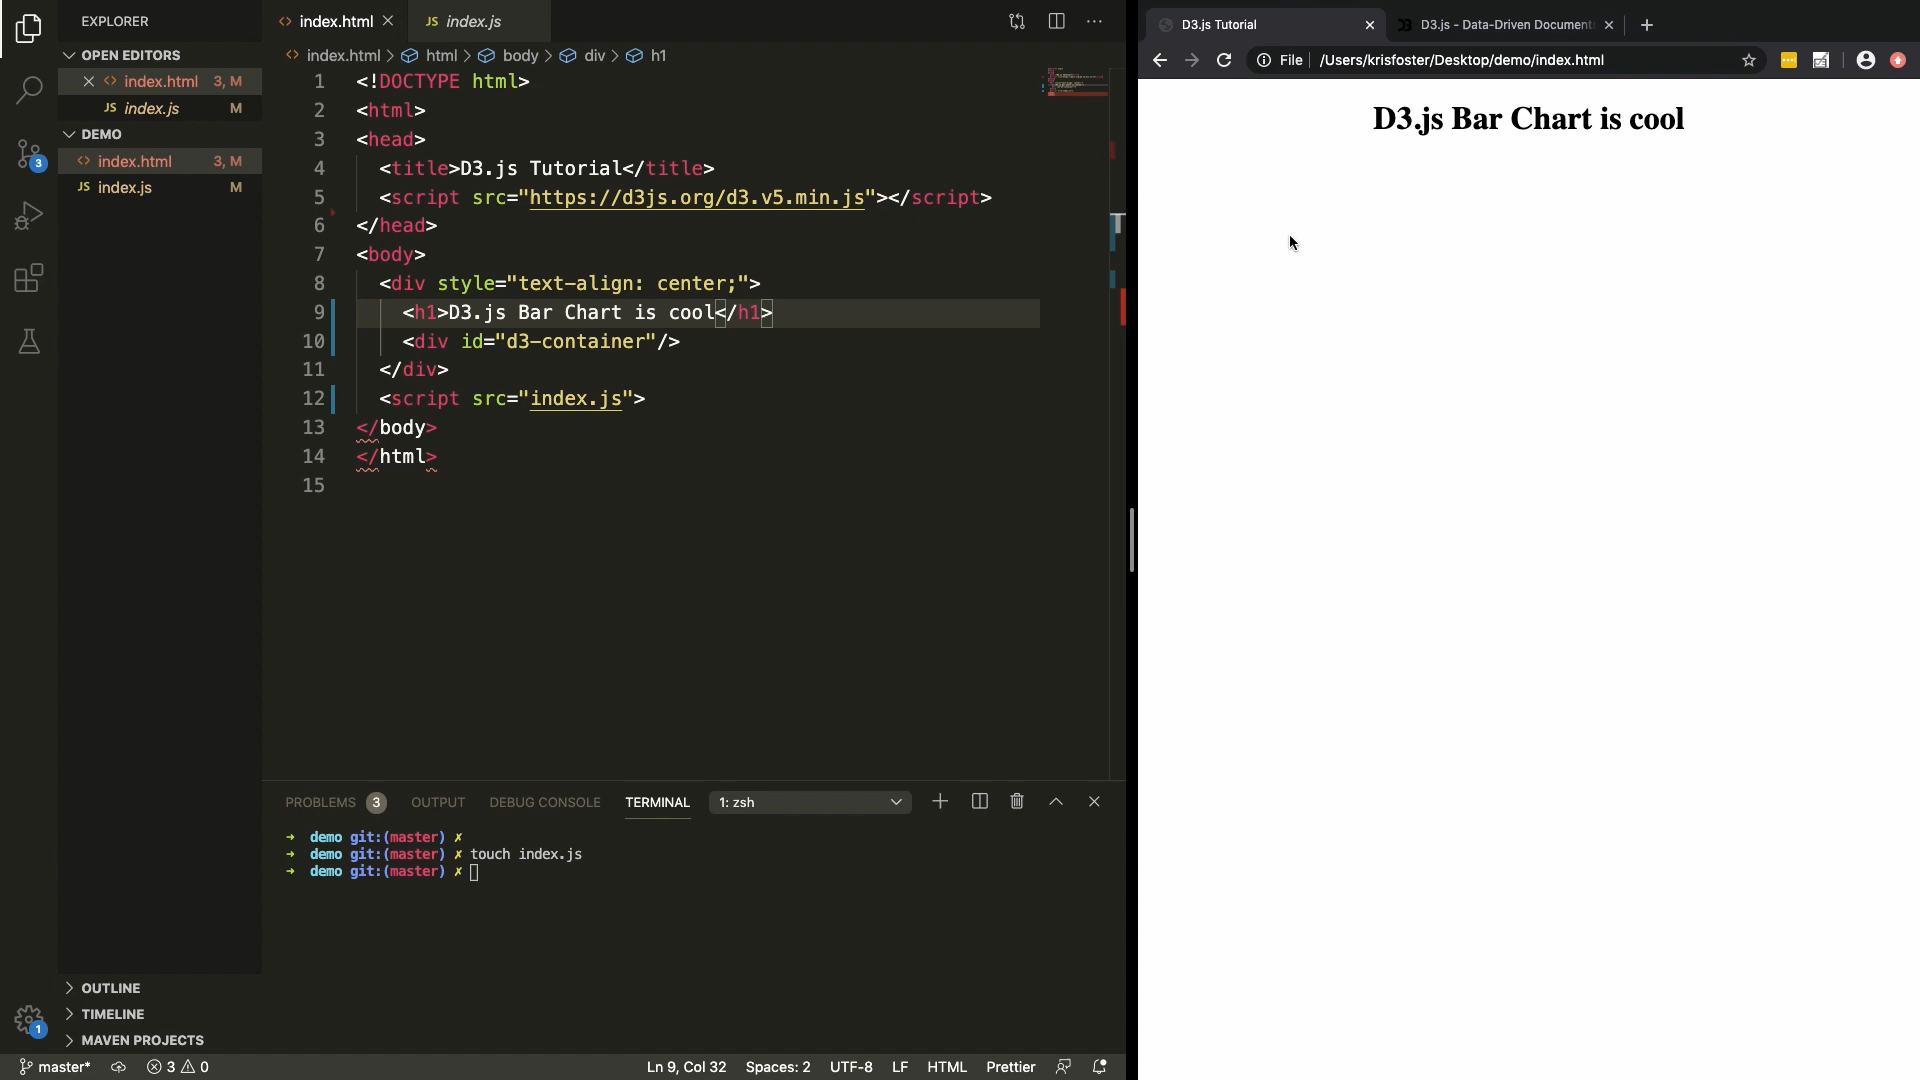 EXPLORER
OPEN EDITORS
index.html 3, M
JS index.js M
DEMO
index.html 3, M
JS index.js M
3
OUTLINE
TIMELINE
MAVEN PROJECTS
1
index.html
JS index.js
index.html > html > body > div > h1
1 <!DOCTYPE html>
2 <html>
3 <head>
4 <title>D3.js Tutorial</title>
5 <script src="https://d3js.org/d3.v5.min.js"></script>
6 </head>
7 <body>
8 <div style="text-align: center;">
9 <h1>D3.js Bar Chart is cool</h1>
10 <div id="d3-container"/>
11 </div>
12 <script src="index.js">
13 </body>
14 </html>
15
PROBLEMS 3 OUTPUT DEBUG CONSOLE TERMINAL 1: zsh
➜ demo git:(master) ✗
➜ demo git:(master) ✗ touch index.js
➜ demo git:(master) ✗
master* 3 0 Ln 9, Col 32 Spaces: 2 UTF-8 LF HTML Prettier
D3.js Tutorial
D3.js - Data-Driven Document
File /Users/krisfoster/Desktop/demo/index.html
D3.js Bar Chart is cool